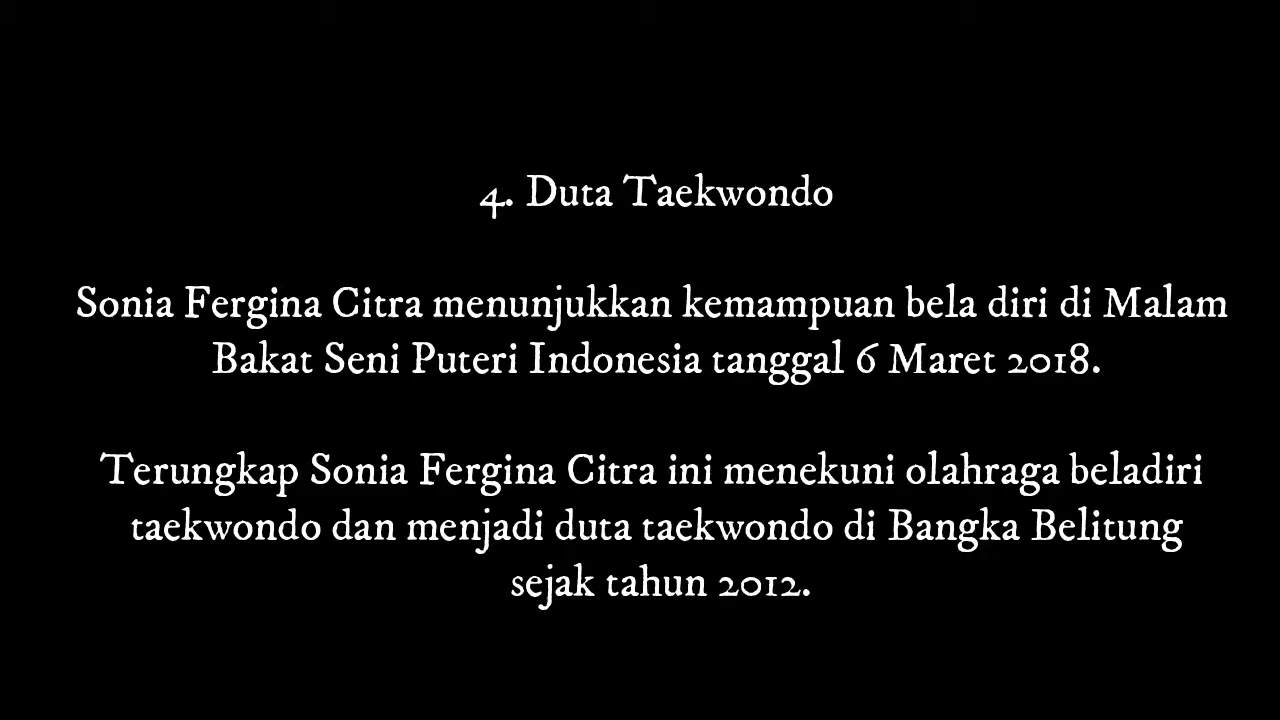 4. Duta Taekwondo
Sonia Fergina Citra menunjukkan kemampuan bela diri di Malam
Bakat Seni Puteri Indonesia tanggal 6 Maret 2018.
Terungkap Sonia Fergina Citra ini menekuni olahraga beladiri
taekwondo dan menjadi duta taekwondo di Bangka Belitung
sejak tahun 2012.